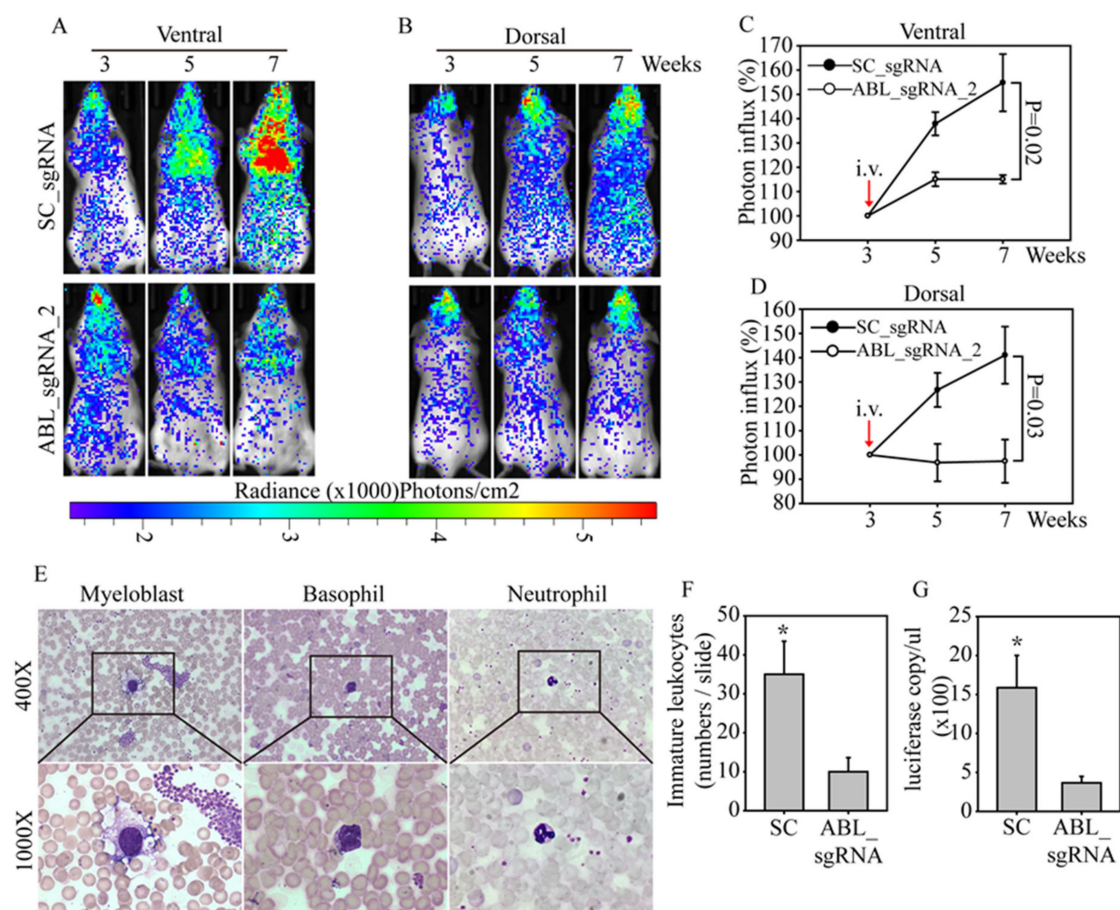 A
Ventral
3 5 7
SC_sgRNA
ABL_sgRNA_2
B
Dorsal
3 5 7 Weeks
Radiance (x1000)Photons/cm2
2 3 4 5
C
Ventral
Photon influx (%)
170
160
150
140
130
120
110
100
90
SC_sgRNA
ABL_sgRNA_2
i.v.
P=0.02
3 5 7 Weeks
D
Dorsal
Photon influx (%)
160
150
140
130
120
110
100
90
80
SC_sgRNA
ABL_sgRNA_2
i.v.
P=0.03
3 5 7 Weeks
E
Myeloblast Basophil Neutrophil
400X
1000X
F
Immature leukocytes
(numbers / slide)
50
40
30
20
10
0
*
SC ABL_
sgRNA
G
luciferase copy/ul
(x100)
25
20
15
10
5
0
*
SC ABL_
sgRNA